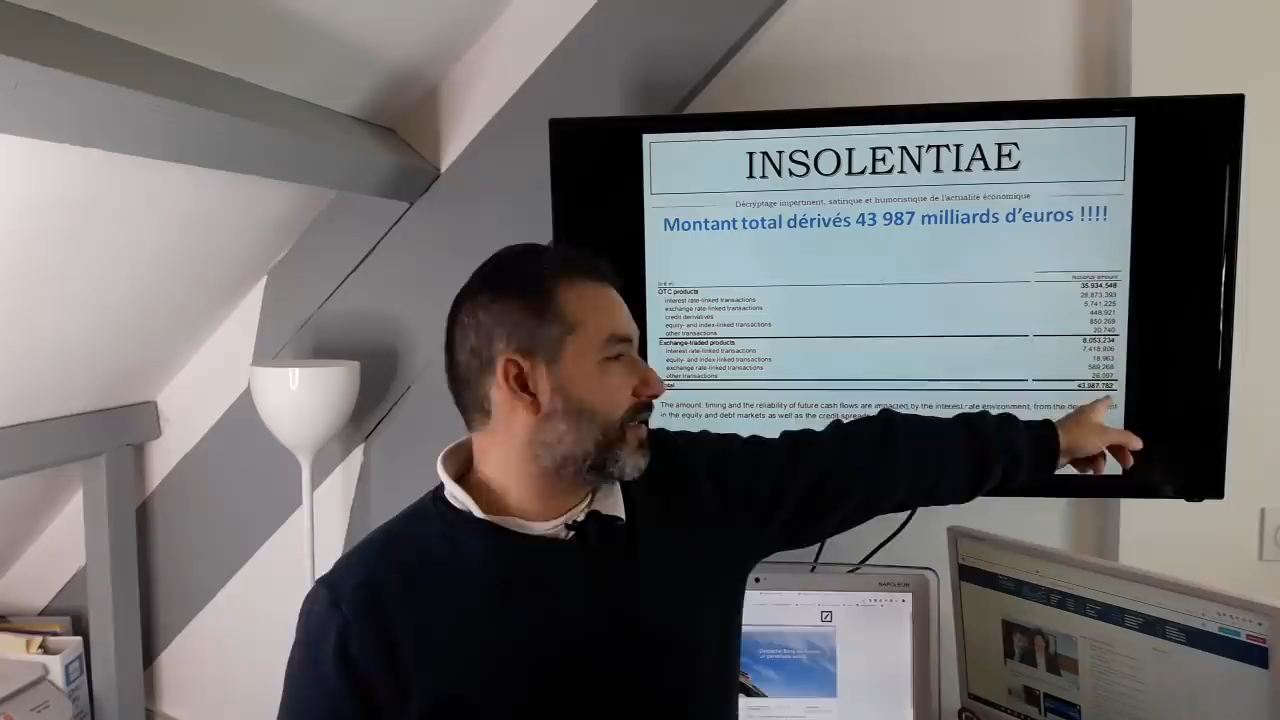 INSOLENTIAE
Décryptage impertinent, satirique et humoristique de l'actualité économique
Montant total dérivés 43 987 milliards d'euros !!!!
in € m. Notional amount
OTC products 35.934.548
interest rate-linked transactions 28,873,393
exchange rate-linked transactions 5,741,225
credit derivatives 448,921
equity- and index-linked transactions 850,269
other transactions 20,740
Exchange-traded products 8,053,234
interest rate-linked transactions 7,418,906
equity- and index-linked transactions 18,963
exchange rate-linked transactions 589,268
other transactions 26,097
Total 43.987.782
The amount, timing and the reliability of future cash flows are impacted by the interest rate environment, from the
in the equity and debt markets as well as the credit
NAPOLEON